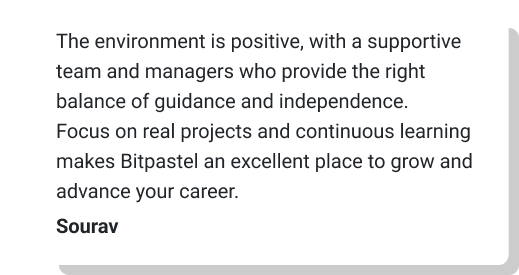 The environment is positive, with a supportive
team and managers who provide the right
balance of guidance and independence.
Focus on real projects and continuous learning
makes Bitpastel an excellent place to grow and
advance your career.
Sourav